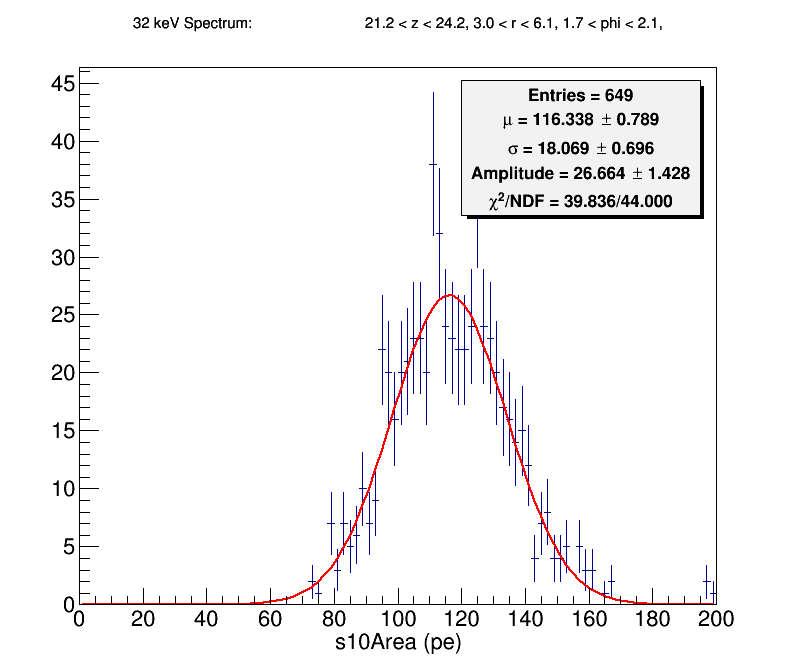 32 keV Spectrum: 21.2 < z < 24.2, 3.0 < r < 6.1, 1.7 < phi < 2.1,
Entries = 649
μ = 116.338 ± 0.789
σ = 18.069 ± 0.696
Amplitude = 26.664 ± 1.428
χ²/NDF = 39.836/44.000
45
40
35
30
25
20
15
10
5
0
0 20 40 60 80 100 120 140 160 180 200
s10Area (pe)